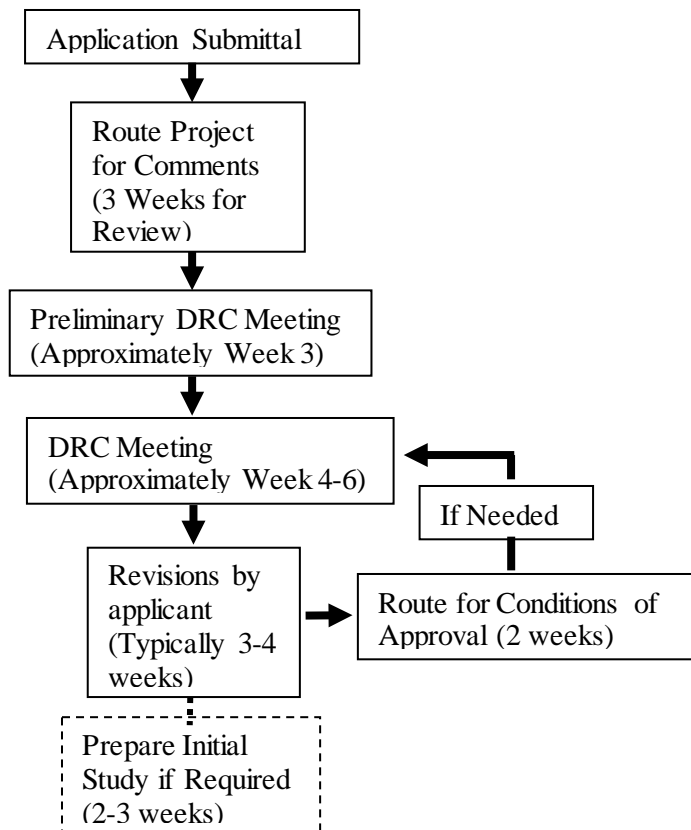 Application Submittal
Route Project
for Comments
(3 Weeks for
Review)
Preliminary DRC Meeting
(Approximately Week 3)
DRC Meeting
(Approximately Week 4-6)
If Needed
Revisions by
applicant
(Typically 3-4
weeks)
Route for Conditions of
Approval (2 weeks)
Prepare Initial
Study if Required
(2-3 weeks)